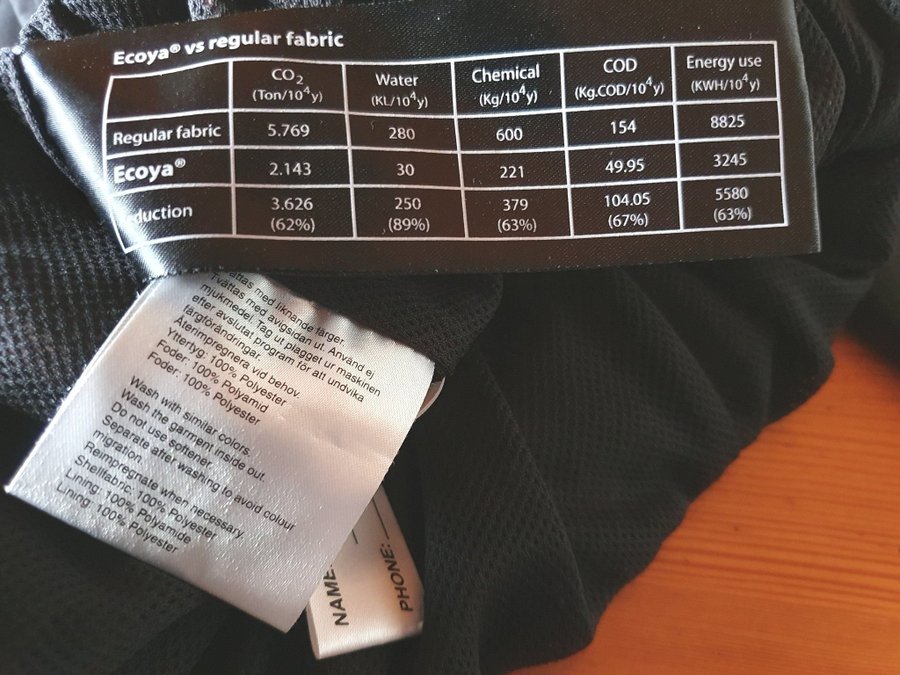 Ecoya® vs regular fabric
CO₂ Water Chemical COD Energy use
(Ton/10⁴y) (KL/10⁴y) (Kg/10⁴y) (Kg.COD/10⁴y) (KWH/10⁴y)
Regular fabric 5.769 280 600 154 8825
Ecoya® 2.143 30 221 49.95 3245
duction 3.626 250 379 104.05 5580
(62%) (89%) (63%) (67%) (63%)
med liknande färger.
Tvättas med avigsidan ut. Använd ej
mjukmedel. Tag ut plagget ur maskinen
efter avslutat program för att undvika
färgförändringar.
Återimpregnera vid behov.
Yttertyg: 100% Polyester
Foder: 100% Polyamid
Foder: 100% Polyester
Wash with similar colors.
Wash the garment inside out.
Do not use softener.
Separate after washing to avoid colour
migration.
Reimpregnate when necessary.
Shellfabric: 100% Polyester
Lining: 100% Polyamide
Lining: 100% Polyester
NAME:
PHONE: